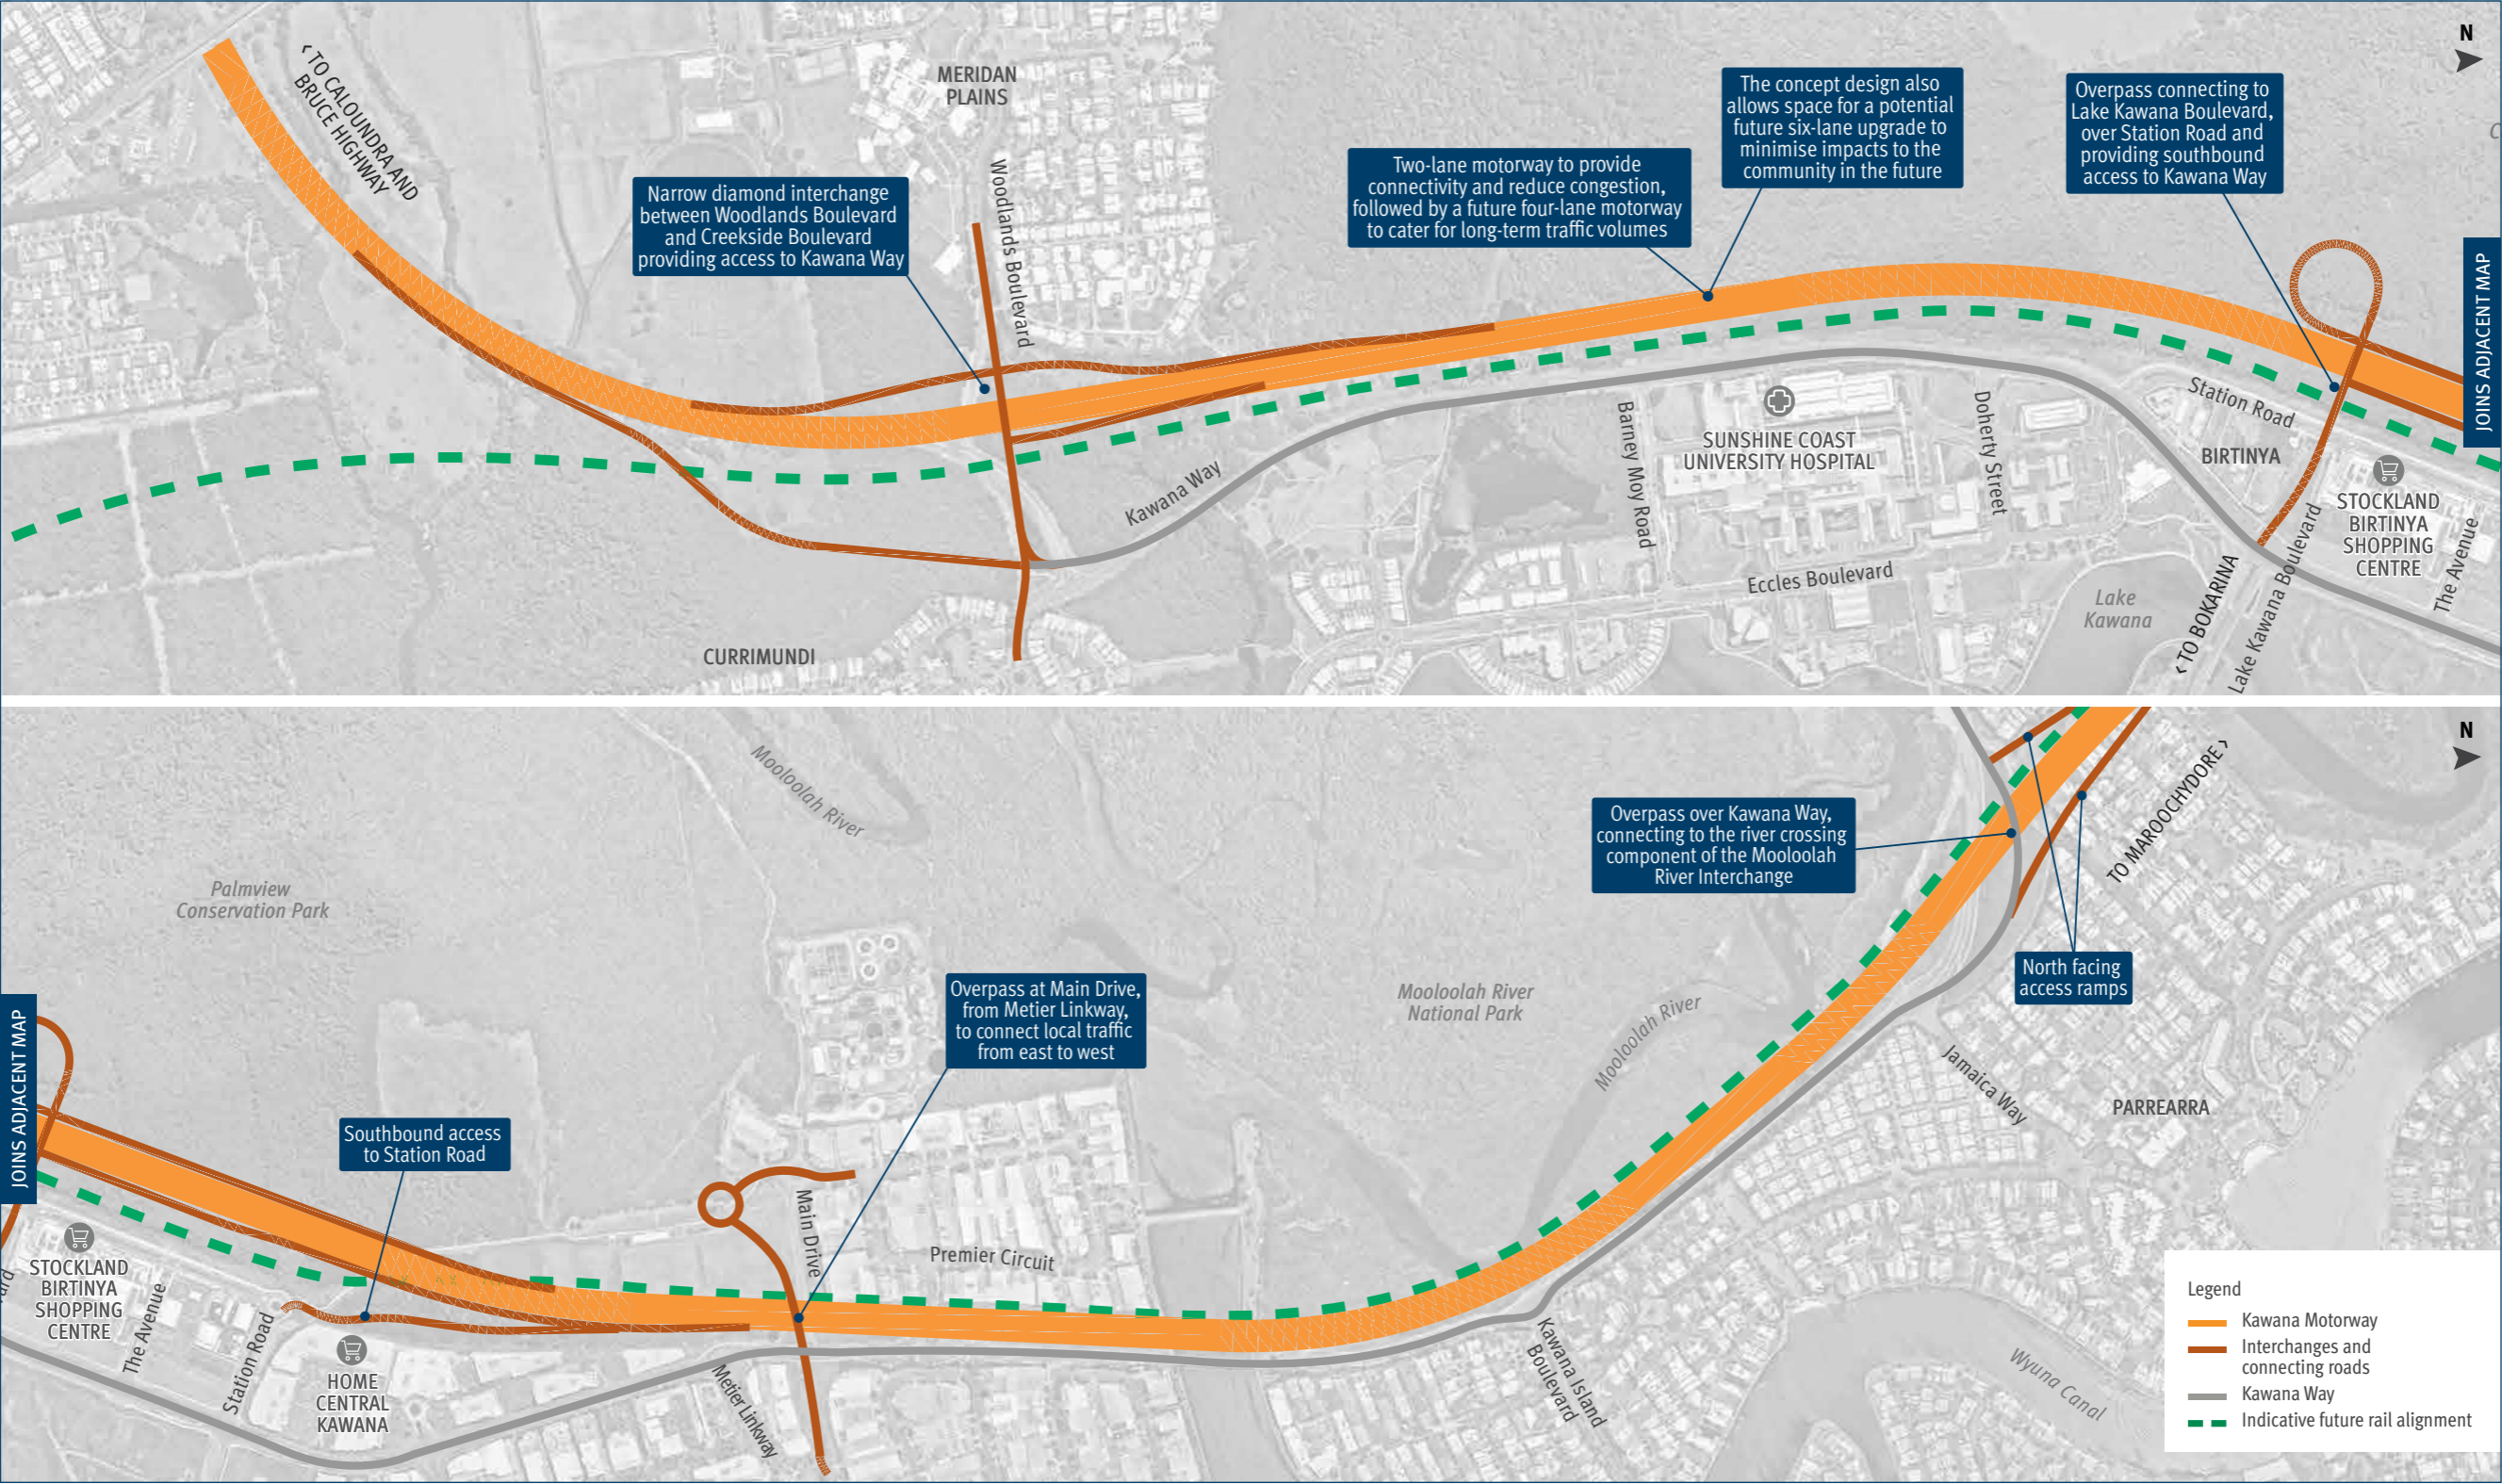 N
‹ TO CALOUNDRA AND
BRUCE HIGHWAY
MERIDAN
PLAINS
Narrow diamond interchange
between Woodlands Boulevard
and Creekside Boulevard
providing access to Kawana Way
Woodlands Boulevard
Two-lane motorway to provide
connectivity and reduce congestion,
followed by a future four-lane motorway
to cater for long-term traffic volumes
The concept design also
allows space for a potential
future six-lane upgrade to
minimise impacts to the
community in the future
Overpass connecting to
Lake Kawana Boulevard,
over Station Road and
providing southbound
access to Kawana Way
C
JOINS ADJACENT MAP
Kawana Way
Barney Moy Road
SUNSHINE COAST
UNIVERSITY HOSPITAL
Doherty Street
Station Road
BIRTINYA
STOCKLAND
BIRTINYA
SHOPPING
CENTRE
The Avenue
Eccles Boulevard
Lake
Kawana
‹ TO BOKARINA
Lake Kawana Boulevard
CURRIMUNDI
N
Mooloolah River
Palmview
Conservation Park
Overpass over Kawana Way,
connecting to the river crossing
component of the Mooloolah
River Interchange
TO MAROOCHYDORE ›
North facing
access ramps
Overpass at Main Drive,
from Metier Linkway,
to connect local traffic
from east to west
Mooloolah River
National Park
Mooloolah River
Jamaica Way
PARREARRA
JOINS ADJACENT MAP
Southbound access
to Station Road
Main Drive
Premier Circuit
ard
STOCKLAND
BIRTINYA
SHOPPING
CENTRE
The Avenue
Station Road
HOME
CENTRAL
KAWANA
Metier Linkway
Kawana Island
Boulevard
Wyuna Canal
Legend
Kawana Motorway
Interchanges and
connecting roads
Kawana Way
Indicative future rail alignment